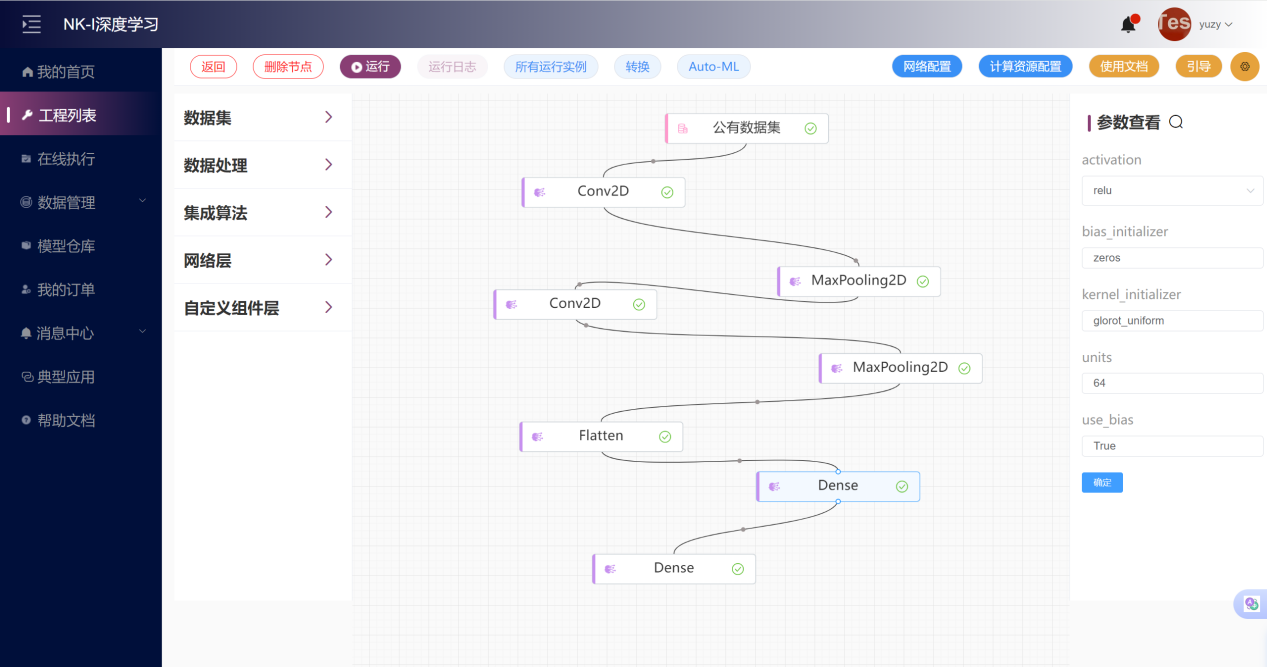 NK-I深度学习
Tes
yuzy
我的首页
工程列表
在线执行
数据管理
模型仓库
我的订单
消息中心
典型应用
帮助文档
返回 删除节点 运行 运行日志 所有运行实例 转换 Auto-ML 网络配置 计算资源配置 使用文档 引导
数据集
数据处理
集成算法
网络层
自定义组件层
公有数据集
Conv2D
MaxPooling2D
Conv2D
MaxPooling2D
Flatten
Dense
Dense
参数查看
activation
relu
bias_initializer
zeros
kernel_initializer
glorot_uniform
units
64
use_bias
True
确定